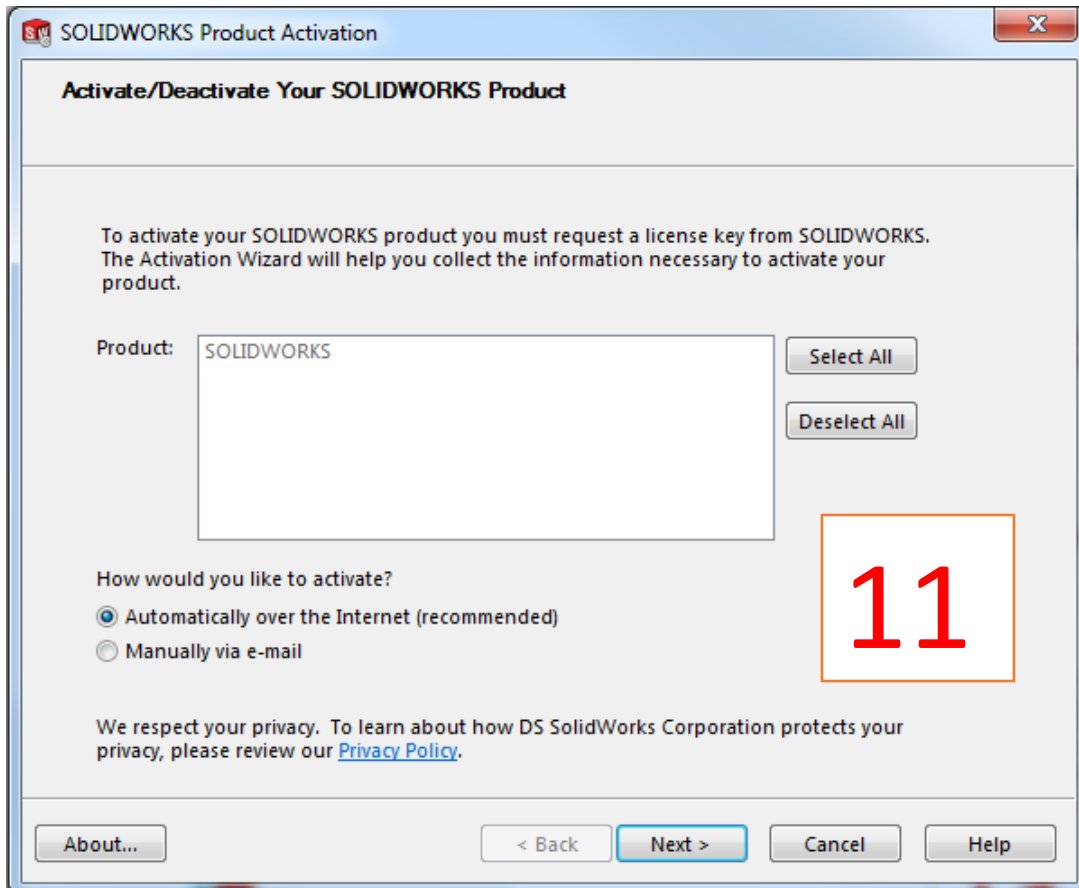 SOLIDWORKS Product Activation
X
Activate/Deactivate Your SOLIDWORKS Product
To activate your SOLIDWORKS product you must request a license key from SOLIDWORKS.
The Activation Wizard will help you collect the information necessary to activate your
product.
Product:
SOLIDWORKS
Select All
Deselect All
How would you like to activate?
Automatically over the Internet (recommended)
Manually via e-mail
11
We respect your privacy. To learn about how DS SolidWorks Corporation protects your
privacy, please review our Privacy Policy.
About...
< Back
Next >
Cancel
Help